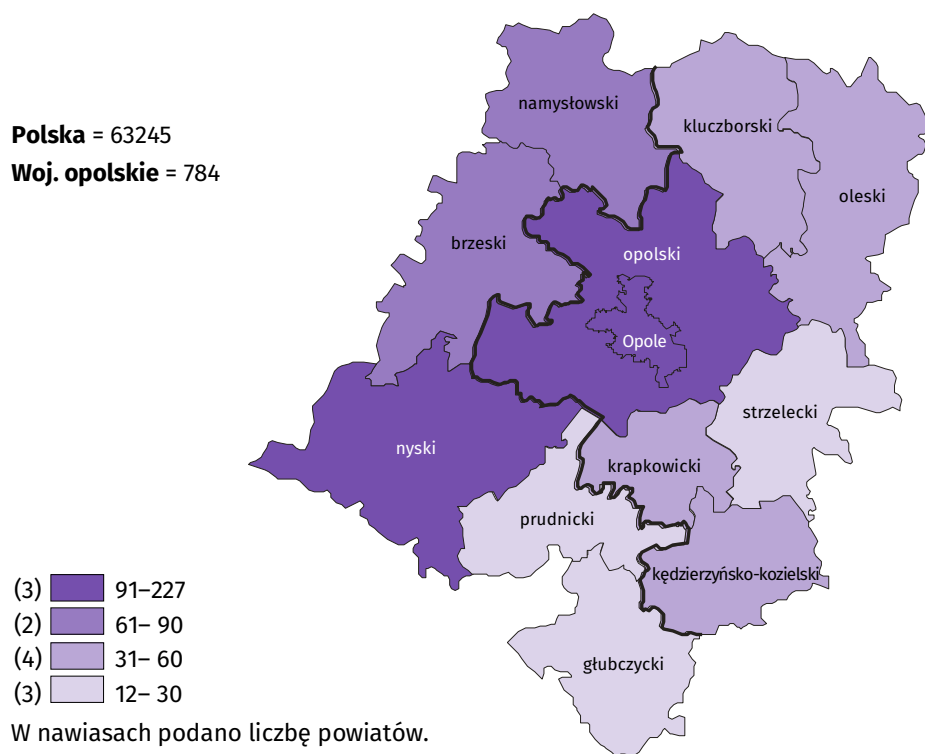 Polska = 63245
Woj. opolskie = 784
namysłowski
kluczborski
oleski
brzeski
opolski
Opole
strzelecki
nyski
krapkowicki
prudnicki
kędzierzyńsko-kozielski
głubczycki
(3) 91–227
(2) 61– 90
(4) 31– 60
(3) 12– 30
W nawiasach podano liczbę powiatów.